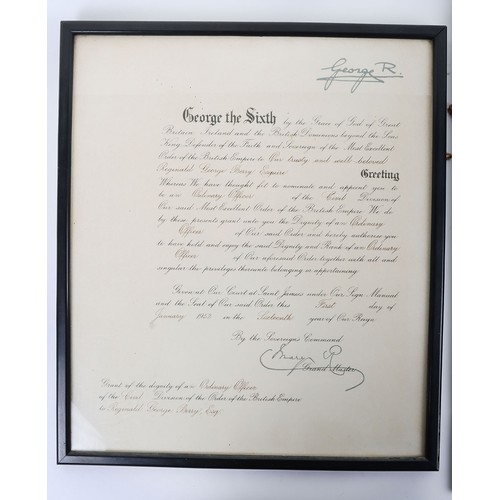 George R.
George the Sixth by the Grace of God of Great
Britain Ireland and the British Dominions beyond the Seas
King Defender of the Faith and Sovereign of the Most Excellent
Order of the British Empire to Our trusty and well beloved
Reginald George Barry Esquire Greeting
Whereas We have thought fit to nominate and appoint you to
be an Ordinary Officer of the Civil Division of
Our said Most Excellent Order of the British Empire We do
by these presents grant unto you the Dignity of an Ordinary
Officer of Our said Order and hereby authorise you
to have hold and enjoy the said Dignity and Rank of an Ordinary
Officer of Our aforesaid Order together with all and
singular the privileges thereunto belonging or appertaining
Given at Our Court at Saint James's under Our Sign Manual
and the Seal of Our said Order this First day of
January 1952 in the Sixteenth year of Our Reign
By the Sovereign's Command
Mary R
Grand Master
Grant of the dignity of an Ordinary Officer
of the Civil Division of the Order of the British Empire
to Reginald George Barry Esq